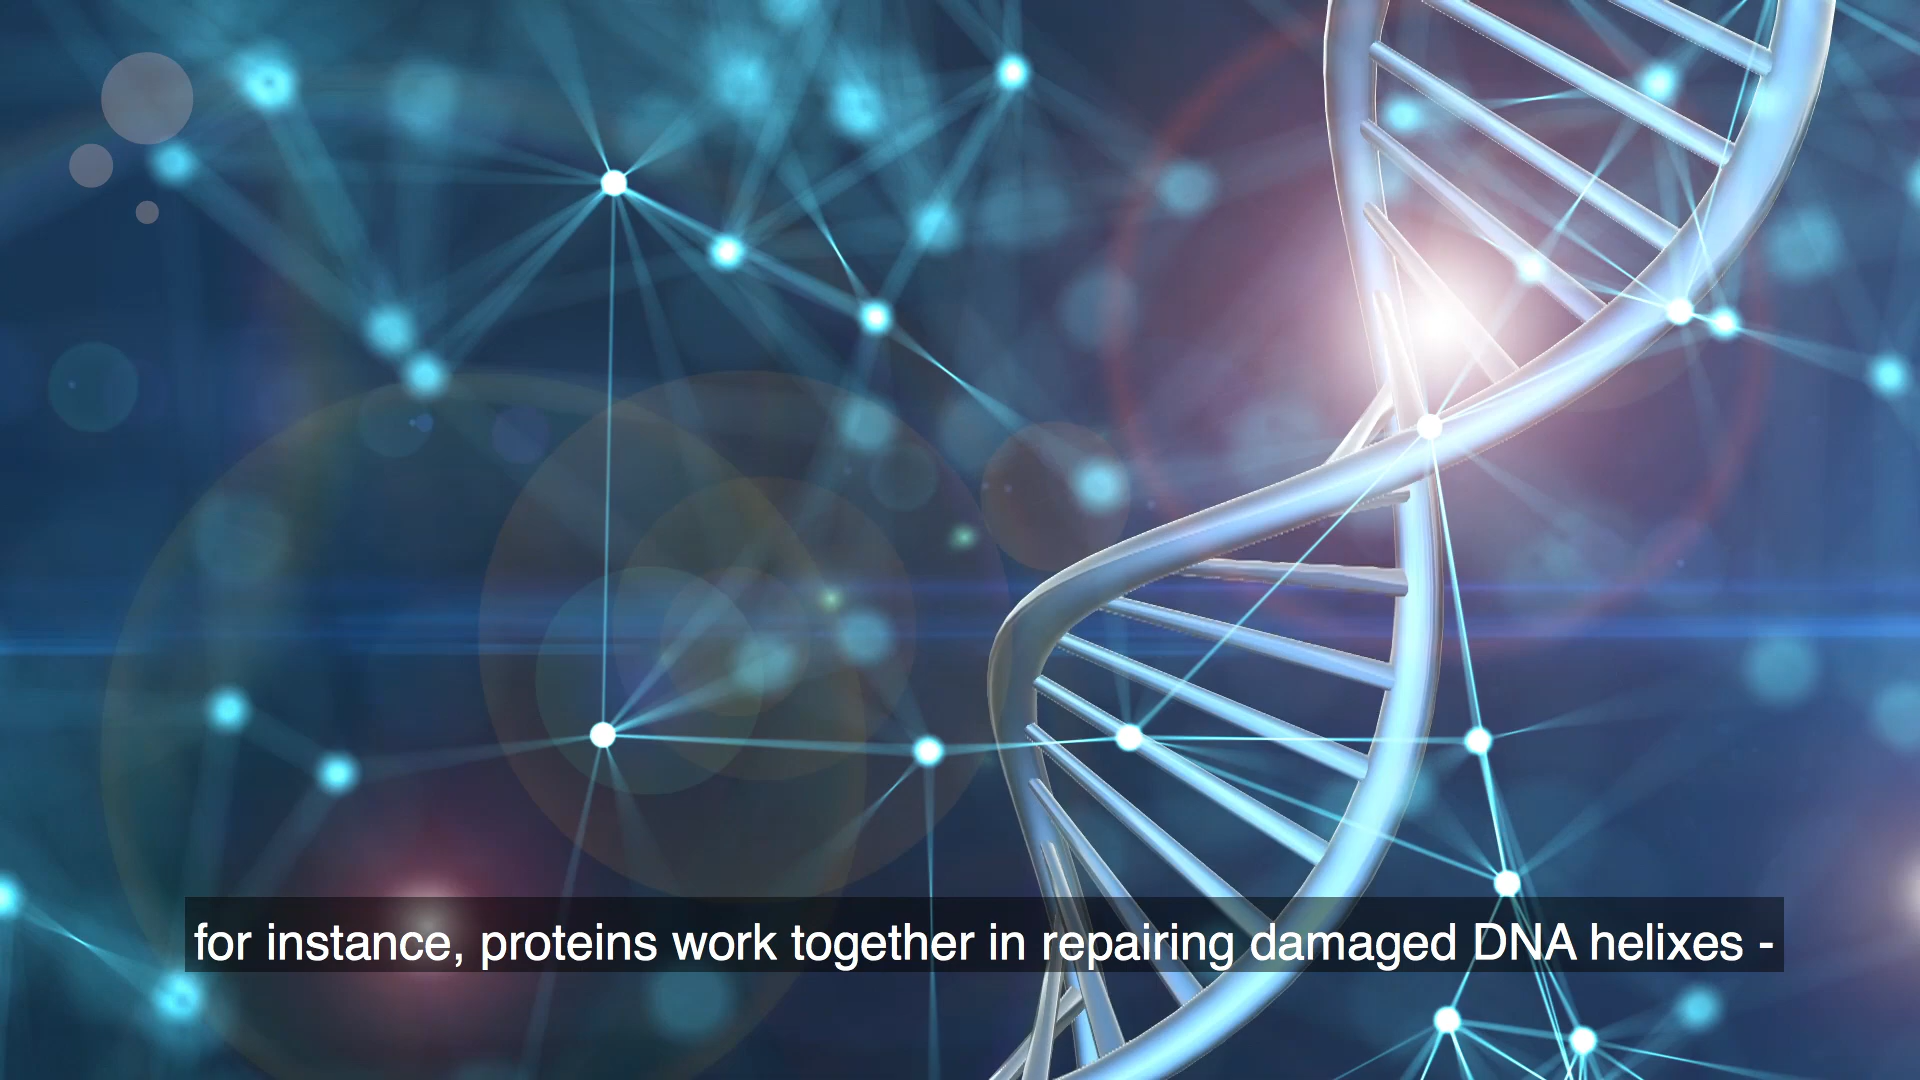 for instance, proteins work together in repairing damaged DNA helixes -